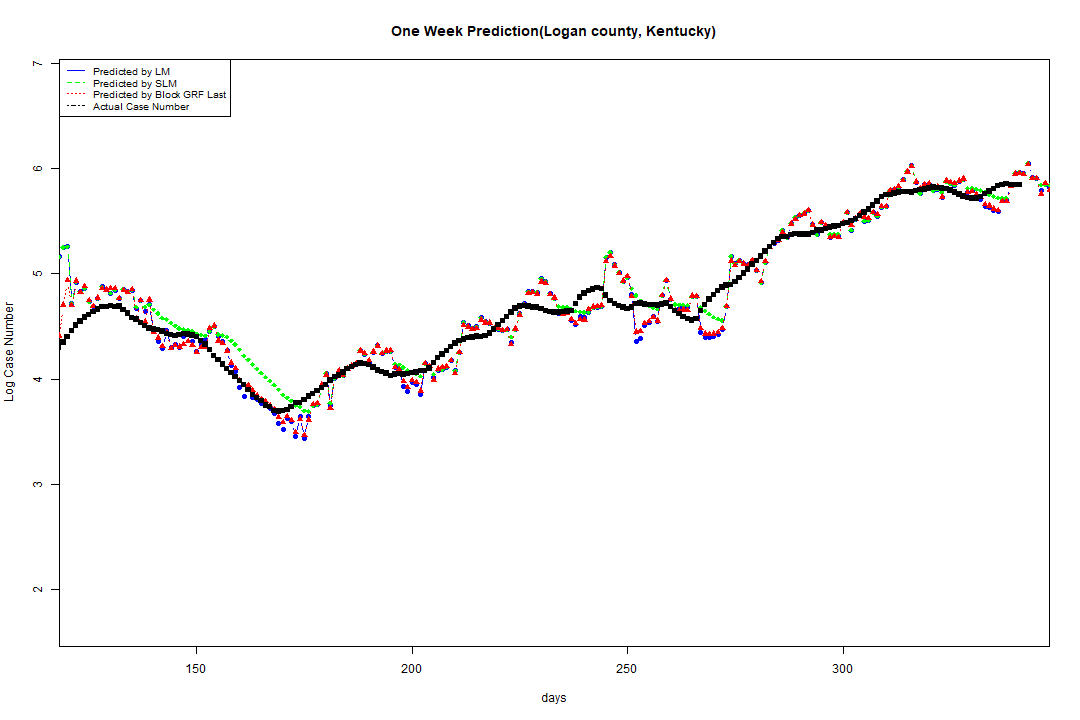 One Week Prediction(Logan county, Kentucky)
Predicted by LM
Predicted by SLM
Predicted by Block GRF Last
Actual Case Number
Log Case Number
7
6
5
4
3
2
150
200
250
300
days